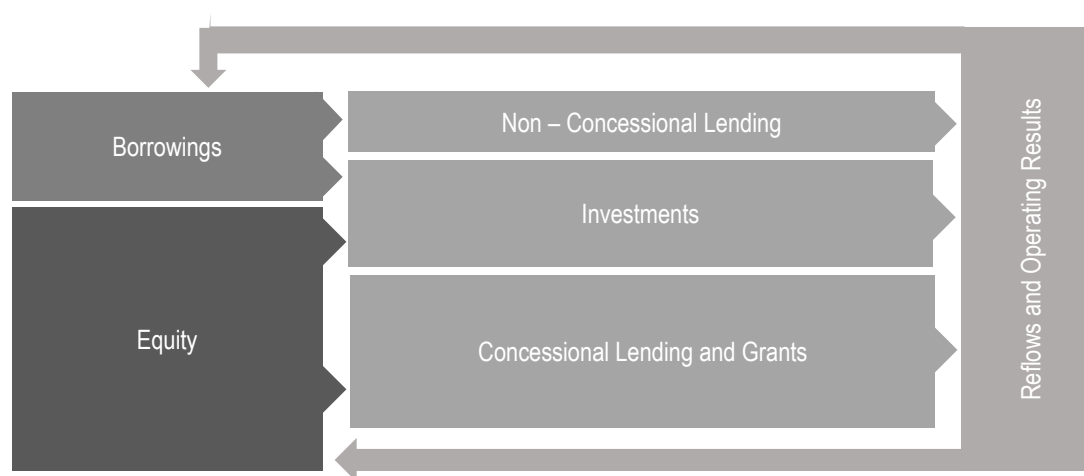 Borrowings
Equity
Non – Concessional Lending
Investments
Concessional Lending and Grants
Reflows and Operating Results